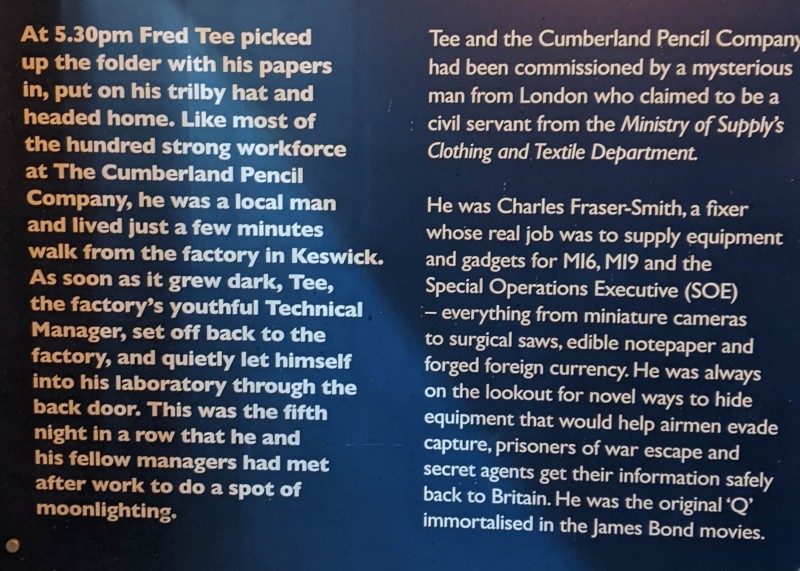 At 5.30pm Fred Tee picked
up the folder with his papers
in, put on his trilby hat and
headed home. Like most of
the hundred strong workforce
at The Cumberland Pencil
Company, he was a local man
and lived just a few minutes
walk from the factory in Keswick.
As soon as it grew dark, Tee,
the factory's youthful Technical
Manager, set off back to the
factory, and quietly let himself
into his laboratory through the
back door. This was the fifth
night in a row that he and
his fellow managers had met
after work to do a spot of
moonlighting.
Tee and the Cumberland Pencil Company
had been commissioned by a mysterious
man from London who claimed to be a
civil servant from the Ministry of Supply's
Clothing and Textile Department.
He was Charles Fraser-Smith, a fixer
whose real job was to supply equipment
and gadgets for MI6, MI9 and the
Special Operations Executive (SOE)
– everything from miniature cameras
to surgical saws, edible notepaper and
forged foreign currency. He was always
on the lookout for novel ways to hide
equipment that would help airmen evade
capture, prisoners of war escape and
secret agents get their information safely
back to Britain. He was the original 'Q'
immortalised in the James Bond movies.